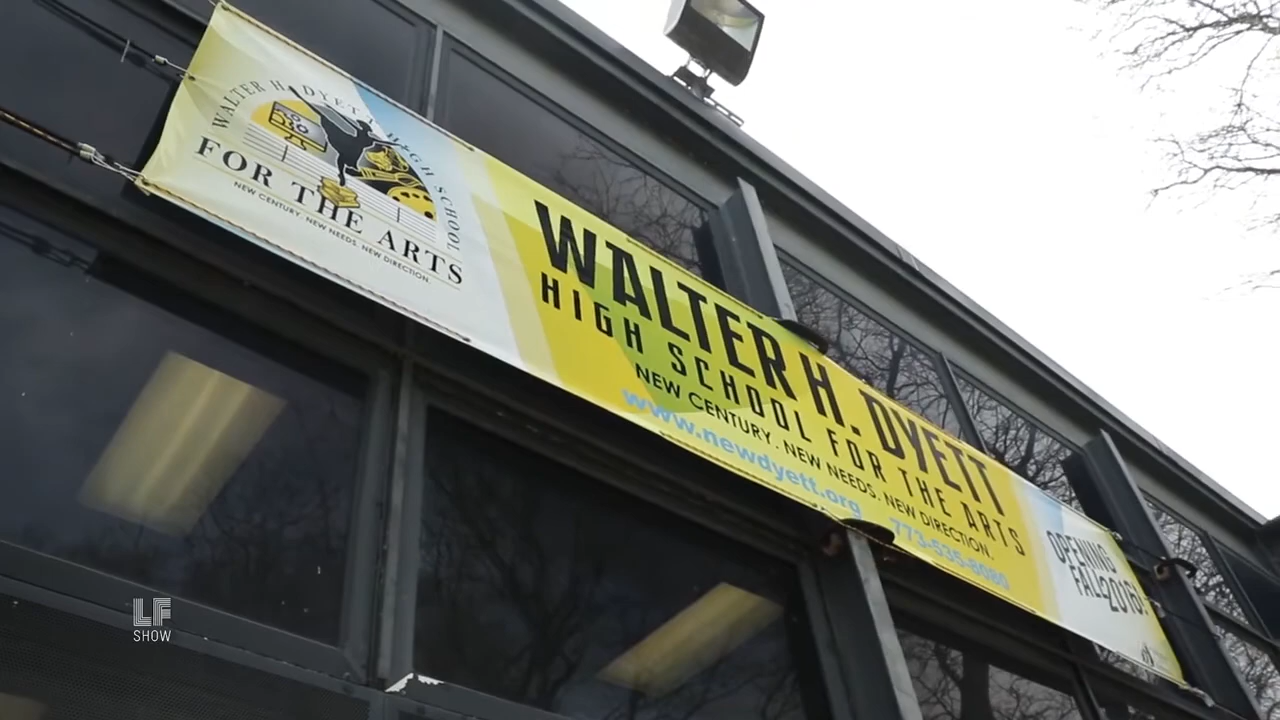 WALTER H. DYETT HIGH SCHOOL
FOR THE ARTS
NEW CENTURY. NEW NEEDS. NEW DIRECTION.
WALTER H. DYETT
HIGH SCHOOL FOR THE ARTS
NEW CENTURY. NEW NEEDS. NEW DIRECTION.
www.newdyett.org 773-535-8080
OPENING
FALL 2016!
LF
SHOW